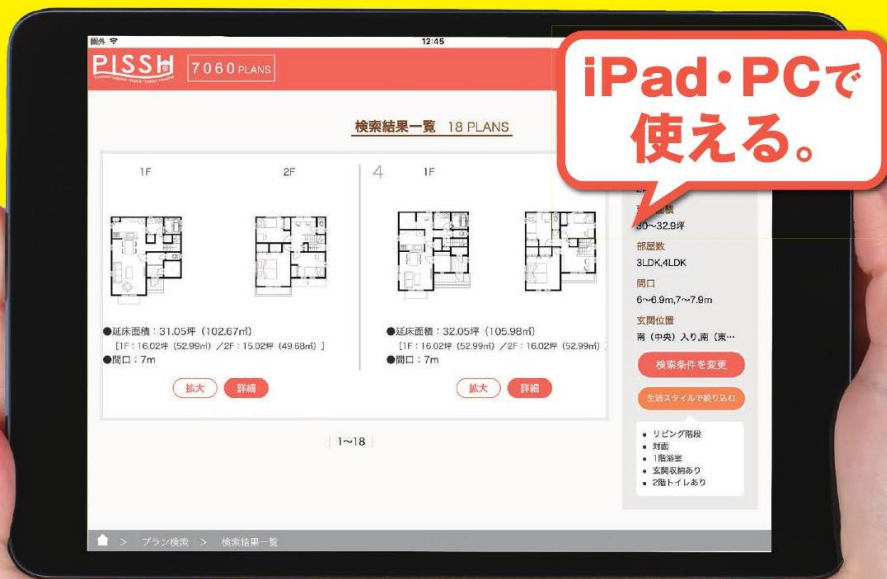 圏外
12:45
PISSH
7060 PLANS
iPad・PCで
使える。
検索結果一覧 18 PLANS
1F
2F
4
1F
●延床面積：31.05坪（102.67㎡）
［1F：16.02坪（52.99㎡）／2F：15.02坪（49.68㎡）］
●間口：7m
拡大
詳細
●延床面積：32.05坪（105.98㎡）
［1F：16.02坪（52.99㎡）／2F：16.02坪（52.99㎡）
●間口：7m
拡大
詳細
30〜32.9坪
部屋数
3LDK,4LDK
間口
6〜6.9m,7〜7.9m
玄関位置
南（中央）入り,南（東…
検索条件を変更
生活スタイルで絞り込む
• リビング階段
• 対面
• 1階浴室
• 玄関収納あり
• 2階トイレあり
1〜18
> プラン検索 > 検索結果一覧